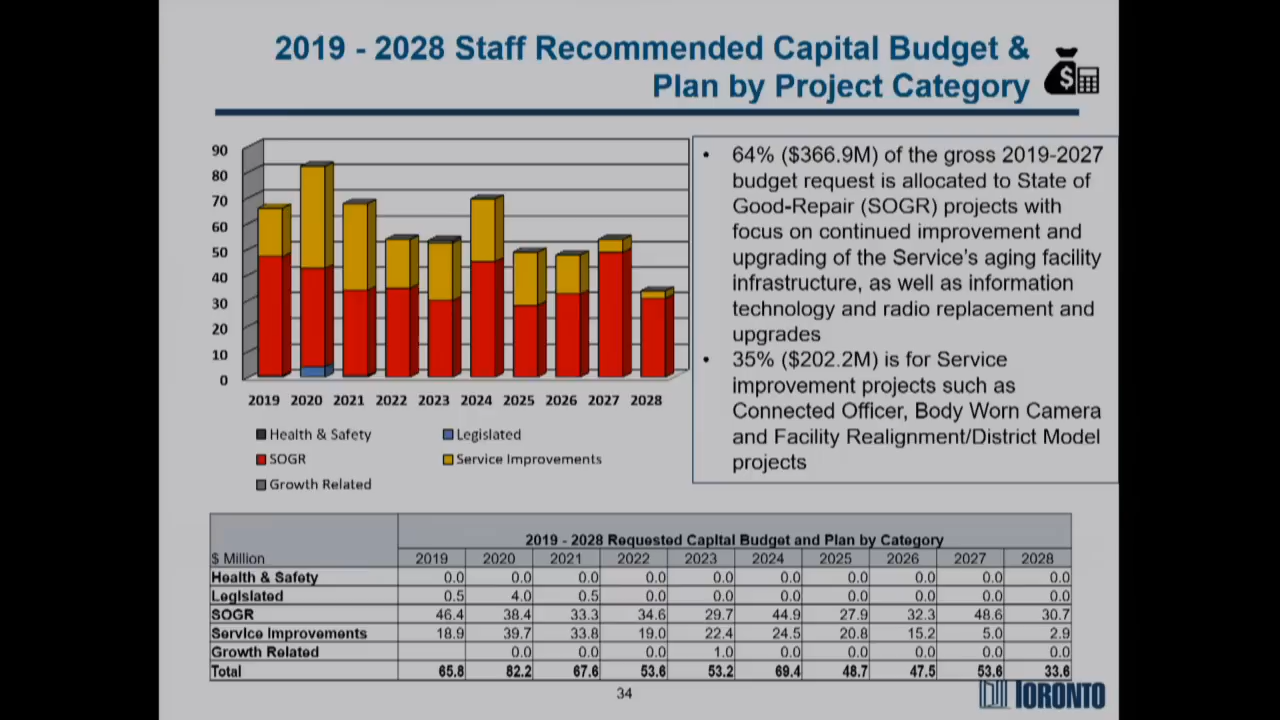 2019 - 2028 Staff Recommended Capital Budget &
Plan by Project Category
$
90
80
70
60
50
40
30
20
10
0
2019 2020 2021 2022 2023 2024 2025 2026 2027 2028
Health & Safety
Legislated
SOGR
Service Improvements
Growth Related
• 64% ($366.9M) of the gross 2019-2027
budget request is allocated to State of
Good-Repair (SOGR) projects with
focus on continued improvement and
upgrading of the Service's aging facility
infrastructure, as well as information
technology and radio replacement and
upgrades
• 35% ($202.2M) is for Service
improvement projects such as
Connected Officer, Body Worn Camera
and Facility Realignment/District Model
projects
2019 - 2028 Requested Capital Budget and Plan by Category
$ Million 2019 2020 2021 2022 2023 2024 2025 2026 2027 2028
Health & Safety 0.0 0.0 0.0 0.0 0.0 0.0 0.0 0.0 0.0 0.0
Legislated 0.5 4.0 0.5 0.0 0.0 0.0 0.0 0.0 0.0 0.0
SOGR 46.4 38.4 33.3 34.6 29.7 44.9 27.9 32.3 48.6 30.7
Service Improvements 18.9 39.7 33.8 19.0 22.4 24.5 20.8 15.2 5.0 2.9
Growth Related 0.0 0.0 0.0 1.0 0.0 0.0 0.0 0.0 0.0
Total 65.8 82.2 67.6 53.6 53.2 69.4 48.7 47.5 53.6 33.6
34
TORONTO